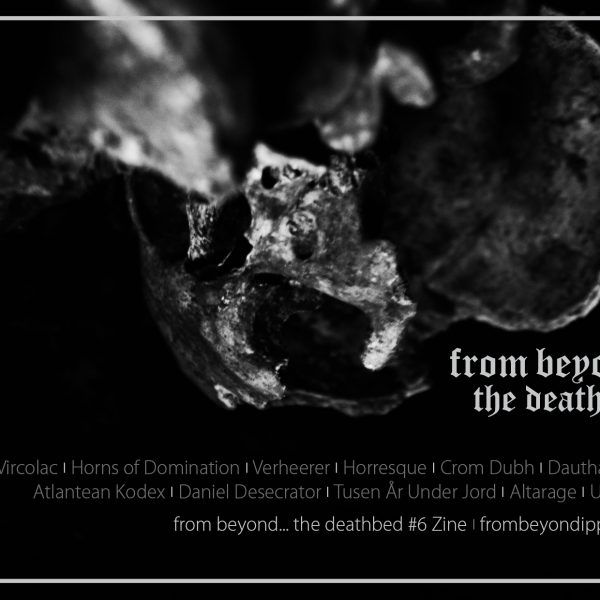 from beyo
the death
Vircolac | Horns of Domination | Verheerer | Horresque | Crom Dubh | Dautha
Atlantean Kodex | Daniel Desecrator | Tusen År Under Jord | Altarage | U
from beyond... the deathbed #6 Zine | frombeyondipp